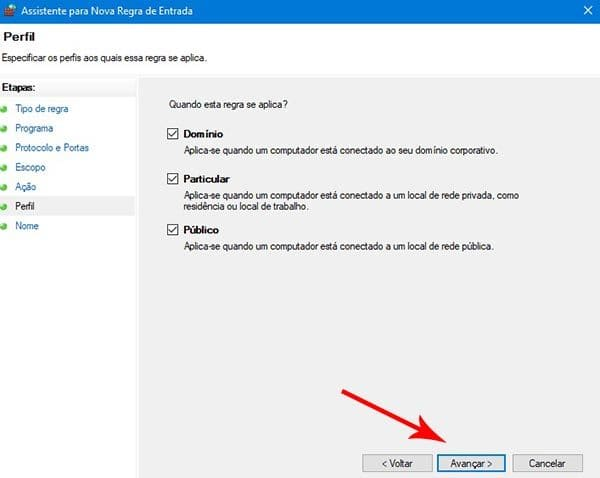 Assistente para Nova Regra de Entrada
Perfil
Especificar os perfis aos quais essa regra se aplica.
Etapas:
Tipo de regra
Programa
Protocolo e Portas
Escopo
Ação
Perfil
Nome
Quando esta regra se aplica?
Domínio
Aplica-se quando um computador está conectado ao seu domínio corporativo.
Particular
Aplica-se quando um computador está conectado a um local de rede privada, como
residência ou local de trabalho.
Público
Aplica-se quando um computador está conectado a um local de rede pública.
< Voltar
Avançar >
Cancelar